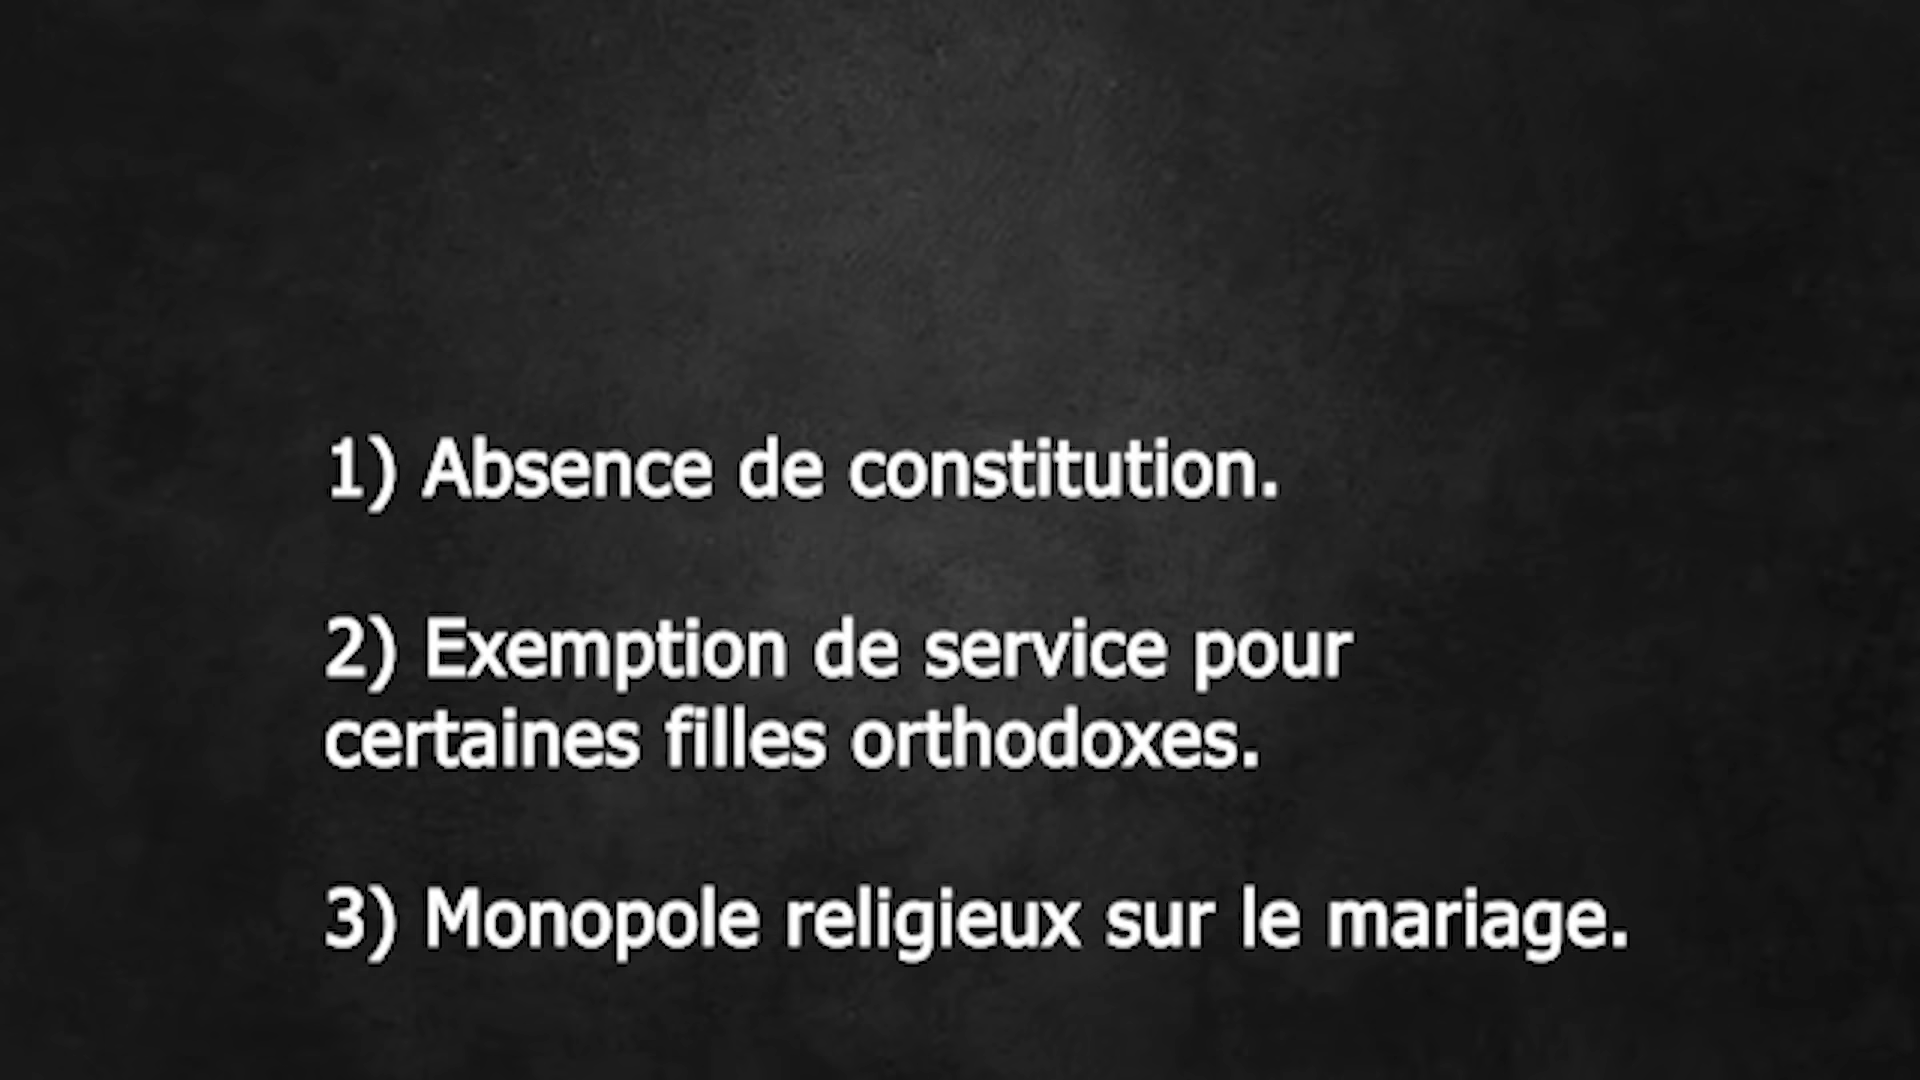 1) Absence de constitution.
2) Exemption de service pour
certaines filles orthodoxes.
3) Monopole religieux sur le mariage.